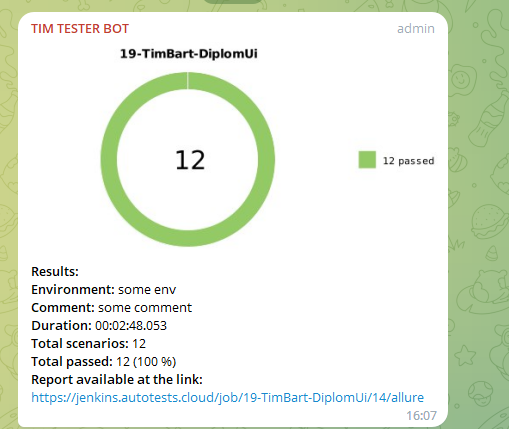 TIM TESTER BOT admin
19-TimBart-DiplomUi
12
12 passed
Results:
Environment: some env
Comment: some comment
Duration: 00:02:48.053
Total scenarios: 12
Total passed: 12 (100 %)
Report available at the link:
https://jenkins.autotests.cloud/job/19-TimBart-DiplomUi/14/allure
16:07